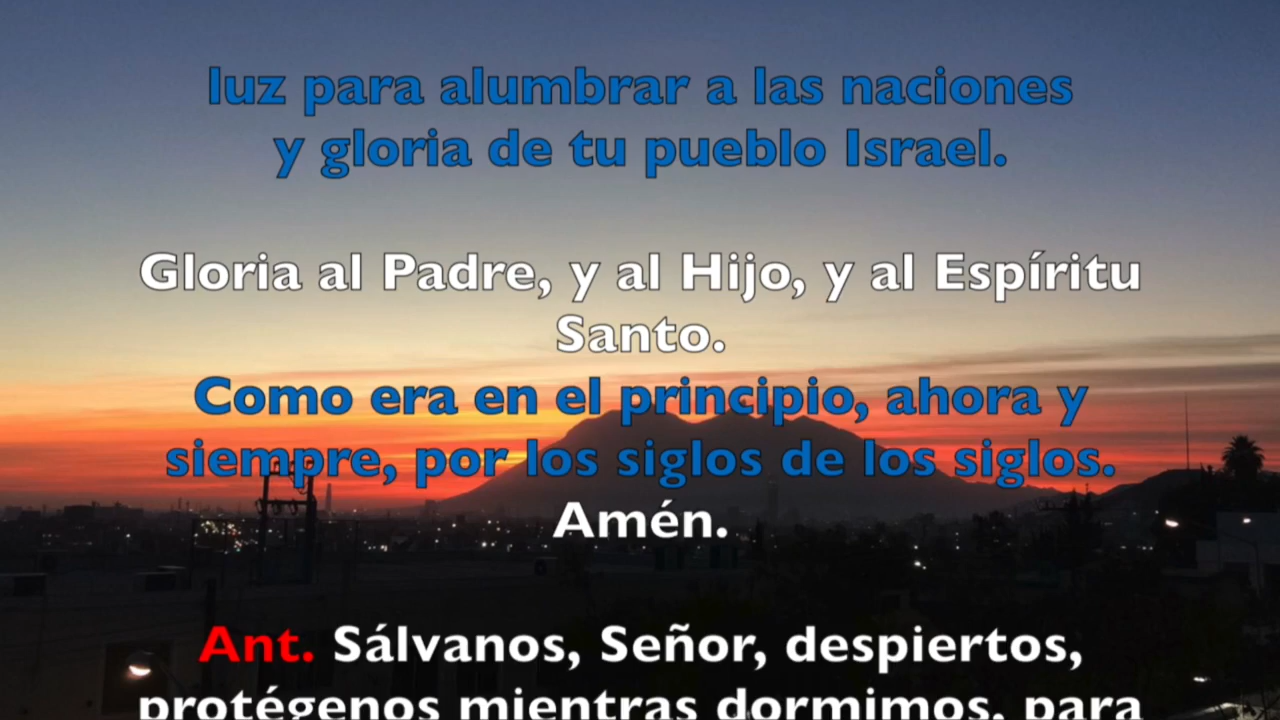 luz para alumbrar a las naciones
y gloria de tu pueblo Israel.
Gloria al Padre, y al Hijo, y al Espíritu
Santo.
Como era en el principio, ahora y
siempre, por los siglos de los siglos.
Amén.
Ant. Sálvanos, Señor, despiertos,
protégenos mientras dormimos, para